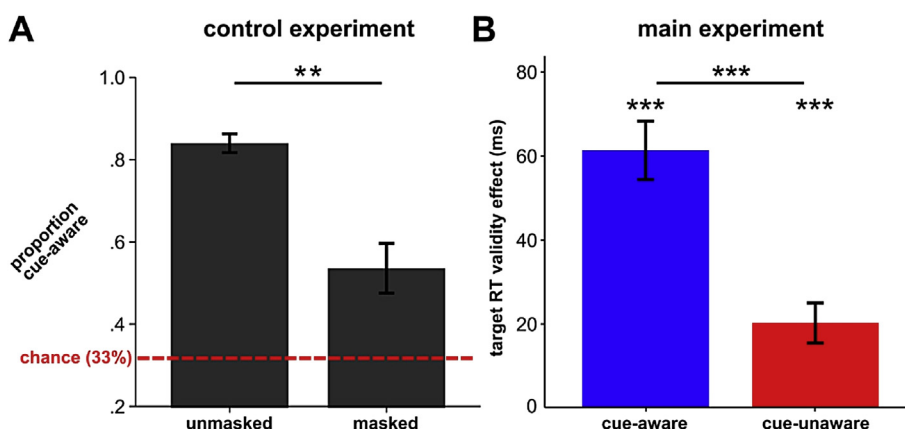 A
control experiment
**
1.0
.8
.6
.4
.2
proportion
cue-aware
chance (33%)
unmasked
masked
B
main experiment
***
***
***
80
60
40
20
0
target RT validity effect (ms)
cue-aware
cue-unaware